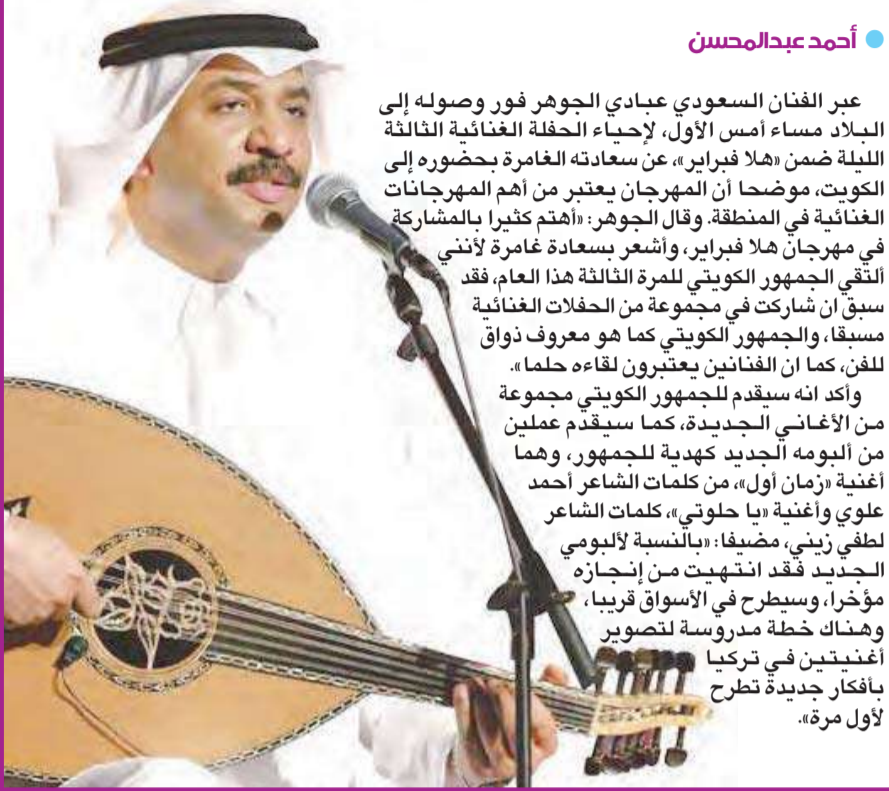 أحمد عبدالمحسن
عبر الفنان السعودي عبادي الجوهر فور وصوله إلى
البلاد مساء أمس الأول، لإحياء الحفلة الغنائية الثالثة
الليلة ضمن «هلا فبراير»، عن سعادته الغامرة بحضوره إلى
الكويت، موضحا أن المهرجان يعتبر من أهم المهرجانات
الغنائية في المنطقة. وقال الجوهر: «أهتم كثيرا بالمشاركة
في مهرجان هلا فبراير، وأشعر بسعادة غامرة لأنني
ألتقي الجمهور الكويتي للمرة الثالثة هذا العام، فقد
سبق ان شاركت في مجموعة من الحفلات الغنائية
مسبقا، والجمهور الكويتي كما هو معروف ذواق
للفن، كما ان الفنانين يعتبرون لقاءه حلما».
وأكد انه سيقدم للجمهور الكويتي مجموعة
من الأغاني الجديدة، كما سيقدم عملين
من ألبومه الجديد كهدية للجمهور، وهما
أغنية «زمان أول»، من كلمات الشاعر أحمد
علوي وأغنية «يا حلوتي»، كلمات الشاعر
لطفي زيني، مضيفا: «بالنسبة لألبومي
الجديد فقد انتهيت من إنجازه
مؤخرا، وسيطرح في الأسواق قريبا،
وهناك خطة مدروسة لتصوير
أغنيتين في تركيا
بأفكار جديدة تطرح
لأول مرة».